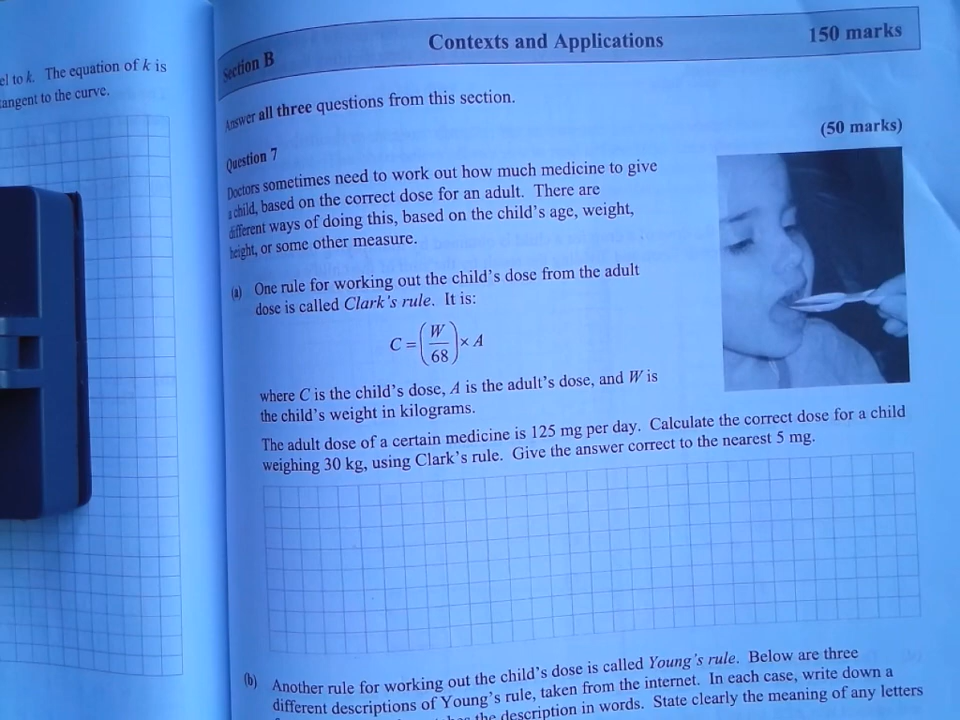 el to k. The equation of k is
tangent to the curve.
Section B
Contexts and Applications
150 marks
Answer all three questions from this section.
Question 7
(50 marks)
Doctors sometimes need to work out how much medicine to give
a child, based on the correct dose for an adult. There are
different ways of doing this, based on the child's age, weight,
height, or some other measure.
(a) One rule for working out the child's dose from the adult
dose is called Clark's rule. It is:
C = (W/68) × A
where C is the child's dose, A is the adult's dose, and W is
the child's weight in kilograms.
The adult dose of a certain medicine is 125 mg per day. Calculate the correct dose for a child
weighing 30 kg, using Clark's rule. Give the answer correct to the nearest 5 mg.
(b) Another rule for working out the child's dose is called Young's rule. Below are three
different descriptions of Young's rule, taken from the internet. In each case, write down a
the description in words. State clearly the meaning of any letters